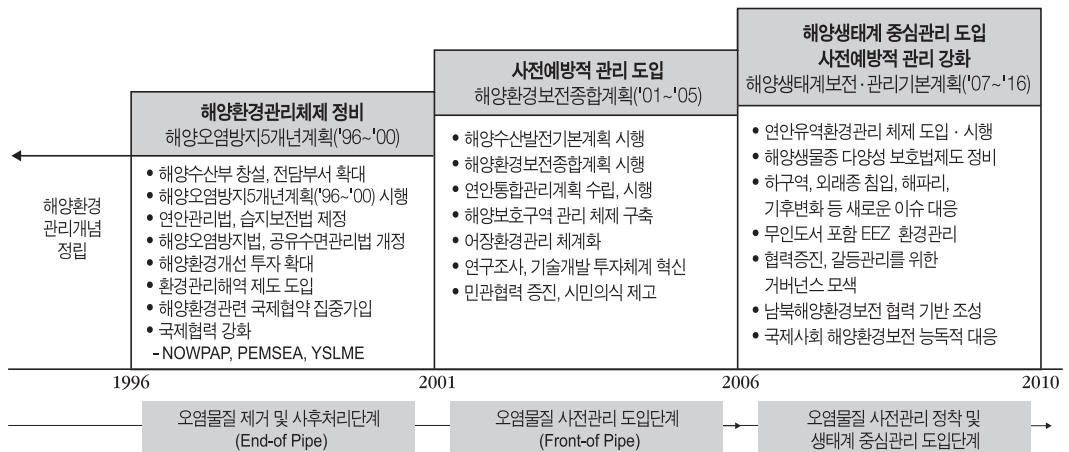 해양환경
관리개념
정립
해양환경관리체제 정비
해양오염방지5개년계획('96~'00)
• 해양수산부 창설, 전담부서 확대
• 해양오염방지5개년계획('96~'00) 시행
• 연안관리법, 습지보전법 제정
• 해양오염방지법, 공유수면관리법 개정
• 해양환경개선 투자 확대
• 환경관리해역 제도 도입
• 해양환경관련 국제협약 집중가입
• 국제협력 강화
- NOWPAP, PEMSEA, YSLME
사전예방적 관리 도입
해양환경보전종합계획('01~'05)
• 해양수산발전기본계획 시행
• 해양환경보전종합계획 시행
• 연안통합관리계획 수립, 시행
• 해양보호구역 관리 체제 구축
• 어장환경관리 체계화
• 연구조사, 기술개발 투자체계 혁신
• 민관협력 증진, 시민의식 제고
해양생태계 중심관리 도입
사전예방적 관리 강화
해양생태계보전·관리기본계획('07~'16)
• 연안유역환경관리 체제 도입·시행
• 해양생물종 다양성 보호법제도 정비
• 하구역, 외래종 침입, 해파리,
기후변화 등 새로운 이슈 대응
• 무인도서 포함 EEZ 환경관리
• 협력증진, 갈등관리를 위한
거버넌스 모색
• 남북해양환경보전 협력 기반 조성
• 국제사회 해양환경보전 능독적 대응
1996 2001 2006 2010
오염물질 제거 및 사후처리단계
(End-of Pipe)
오염물질 사전관리 도입단계
(Front-of Pipe)
오염물질 사전관리 정착 및
생태계 중심관리 도입단계